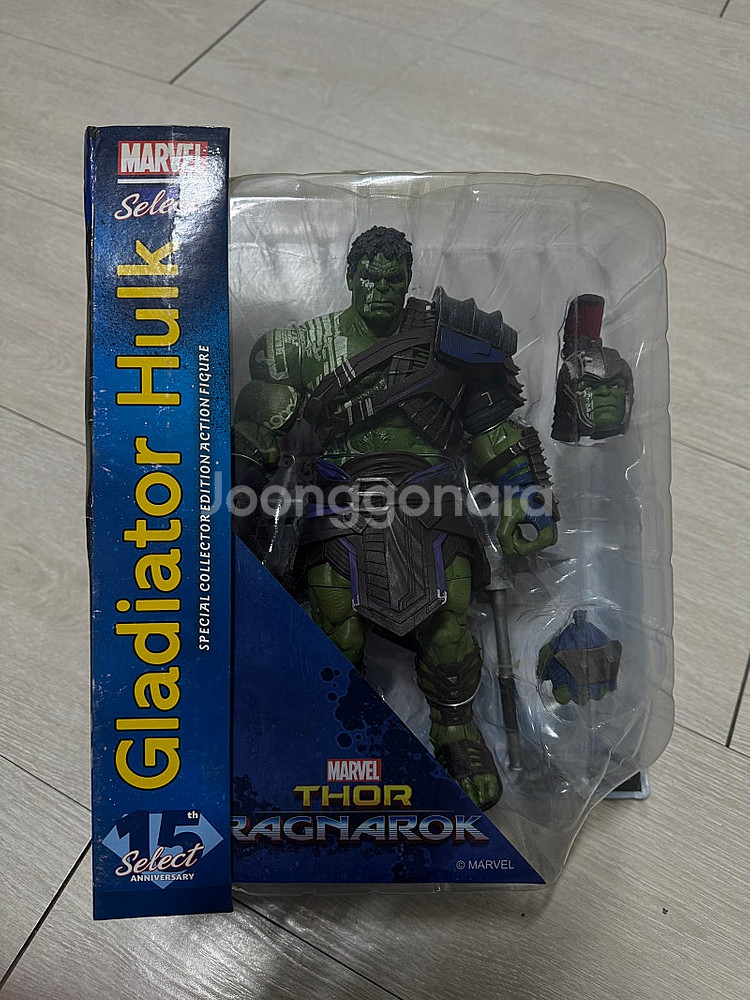 MARVEL
Select
Gladiator Hulk
SPECIAL COLLECTOR EDITION ACTION FIGURE
15th
Select
ANNIVERSARY
Joonggonara
MARVEL
THOR
RAGNAROK
© MARVEL